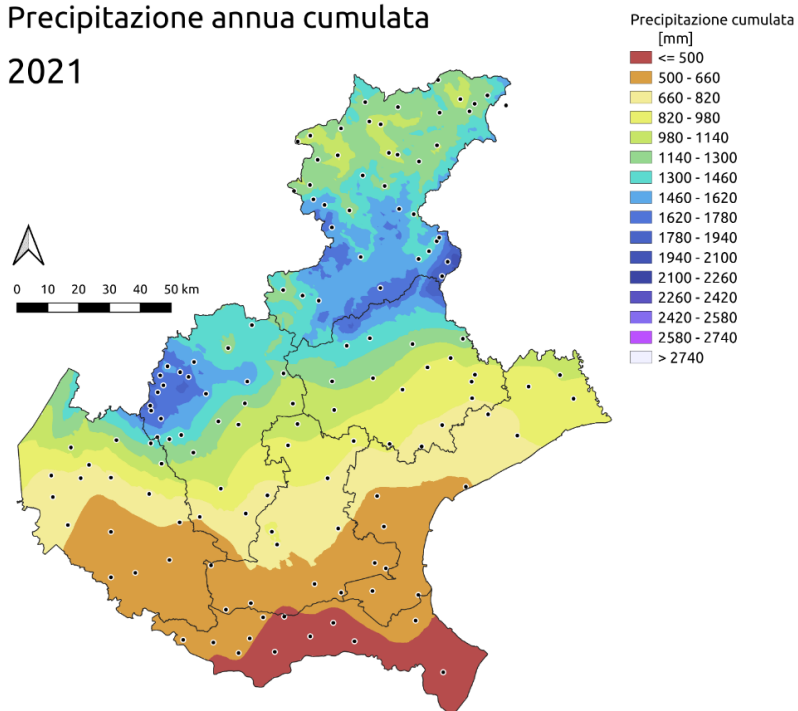 Precipitazione annua cumulata
2021
Precipitazione cumulata
[mm]
<= 500
500 - 660
660 - 820
820 - 980
980 - 1140
1140 - 1300
1300 - 1460
1460 - 1620
1620 - 1780
1780 - 1940
1940 - 2100
2100 - 2260
2260 - 2420
2420 - 2580
2580 - 2740
> 2740
0 10 20 30 40 50 km